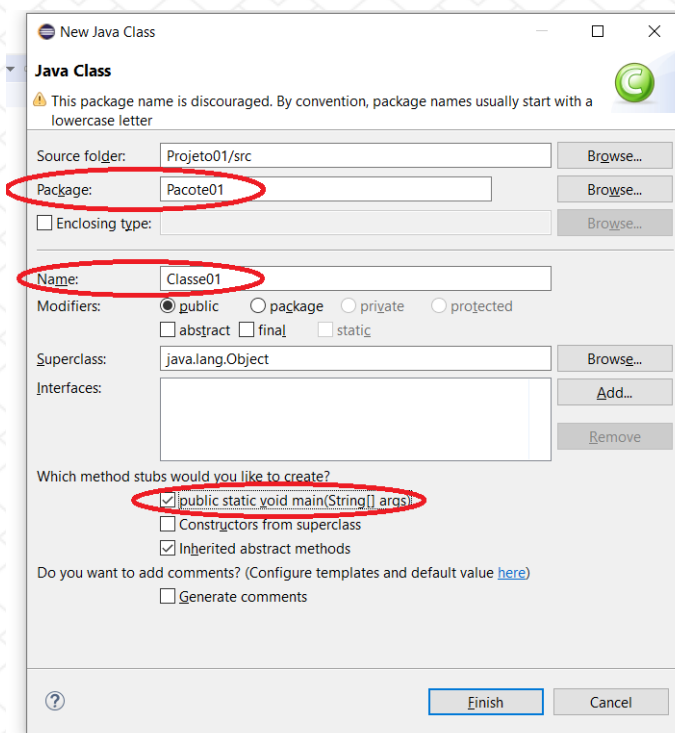 New Java Class
Java Class
This package name is discouraged. By convention, package names usually start with a
lowercase letter
Source folder: Projeto01/src Browse...
Package: Pacote01 Browse...
Enclosing type: Browse...
Name: Classe01
Modifiers: public package private protected
abstract final static
Superclass: java.lang.Object Browse...
Interfaces: Add...
Remove
Which method stubs would you like to create?
public static void main(String[] args)
Constructors from superclass
Inherited abstract methods
Do you want to add comments? (Configure templates and default value here)
Generate comments
? Finish Cancel